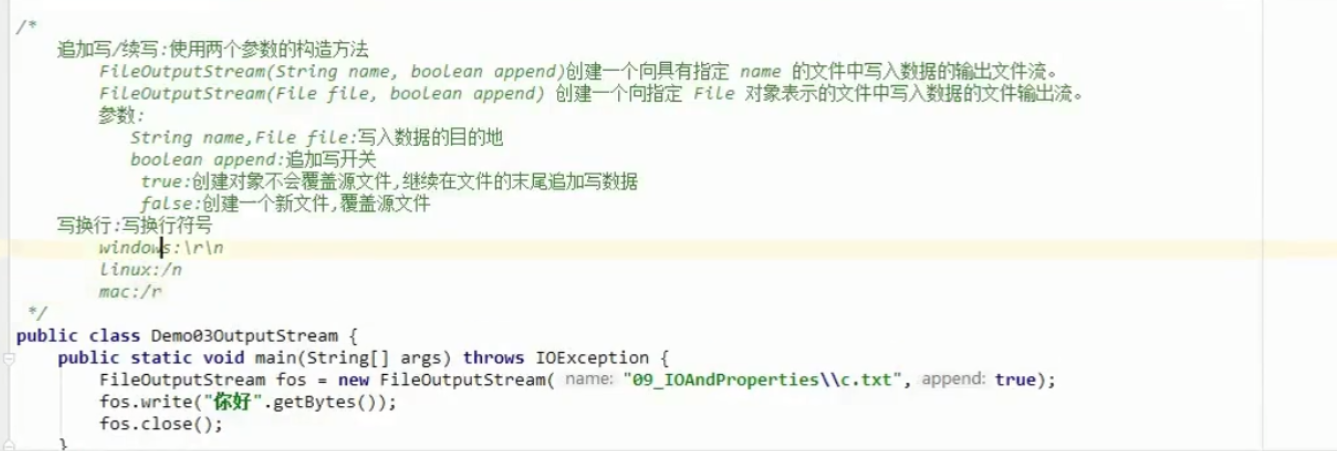 /*
追加写/续写:使用两个参数的构造方法
FileOutputStream(String name, boolean append)创建一个向具有指定 name 的文件中写入数据的输出文件流。
FileOutputStream(File file, boolean append) 创建一个向指定 File 对象表示的文件中写入数据的文件输出流。
参数:
String name,File file:写入数据的目的地
boolean append:追加写开关
true:创建对象不会覆盖源文件,继续在文件的末尾追加写数据
false:创建一个新文件,覆盖源文件
写换行:写换行符号
windows:\r\n
linux:/n
mac:/r
*/
public class Demo03OutputStream {
public static void main(String[] args) throws IOException {
FileOutputStream fos = new FileOutputStream( name: "09_IOAndProperties\\c.txt", append: true);
fos.write("你好".getBytes());
fos.close();
}